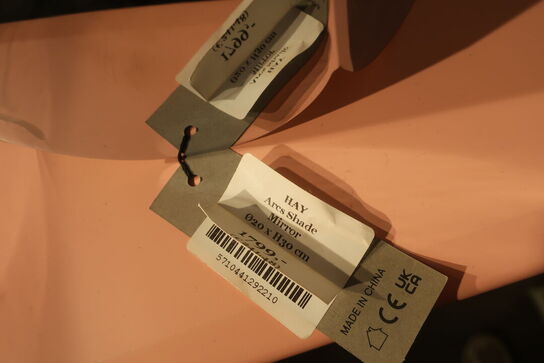 HAY
Arcs Shade
Mirror
Ø20 x H30 cm
1799,-
5710441292210
MADE IN CHINA
UK
CA
CE